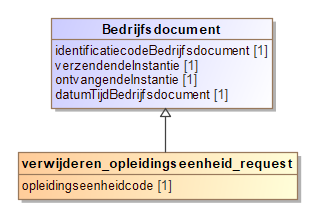 Bedrijfsdocument
identificatiecodeBedrijfsdocument [1]
verzendendeInstantie [1]
ontvangendeInstantie [1]
datumTijdBedrijfsdocument [1]
verwijderen_opleidingseenheid_request
opleidingseenheidcode [1]